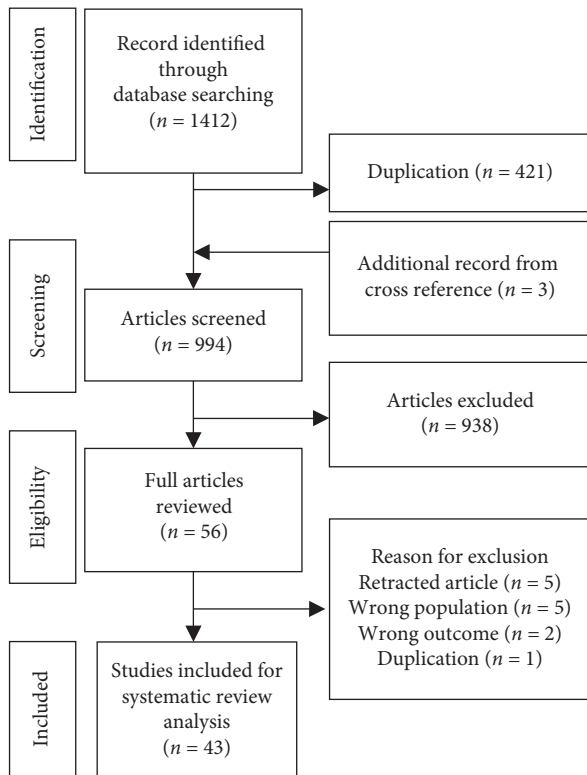 Identification
Record identified
through
database searching
(n = 1412)
Duplication (n = 421)
Additional record from
cross reference (n = 3)
Screening
Articles screened
(n = 994)
Articles excluded
(n = 938)
Eligibility
Full articles
reviewed
(n = 56)
Reason for exclusion
Retracted article (n = 5)
Wrong population (n = 5)
Wrong outcome (n = 2)
Duplication (n = 1)
Included
Studies included for
systematic review
analysis
(n = 43)